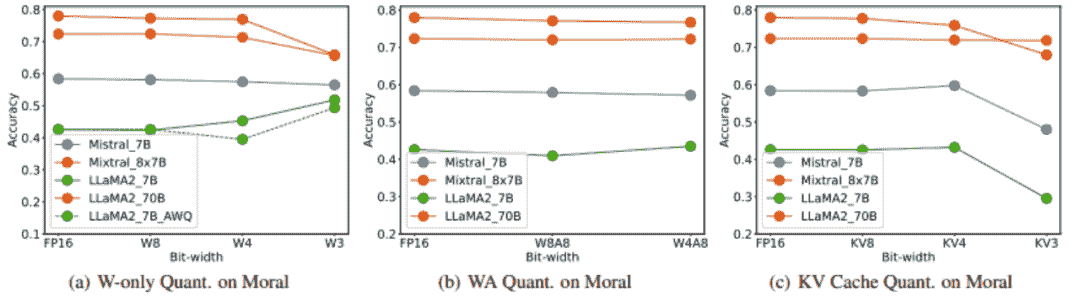 0.8
0.7
0.6
0.5
0.4
0.3
0.2
0.1
Accuracy
Mistral_7B
Mixtral_8x7B
LLaMA2_7B
LLaMA2_70B
LLaMA2_7B_AWQ
FP16 W8 W4 W3
Bit-width
(a) W-only Quant. on Moral
0.8
0.7
0.6
0.5
0.4
0.3
0.2
Accuracy
Mistral_7B
Mixtral_8x7B
LLaMA2_7B
LLaMA2_70B
FP16 W8A8 W4A8
Bit-width
(b) WA Quant. on Moral
0.8
0.7
0.6
0.5
0.4
0.3
0.2
Accuracy
Mistral_7B
Mixtral_8x7B
LLaMA2_7B
LLaMA2_70B
FP16 KV8 KV4 KV3
Bit-width
(c) KV Cache Quant. on Moral